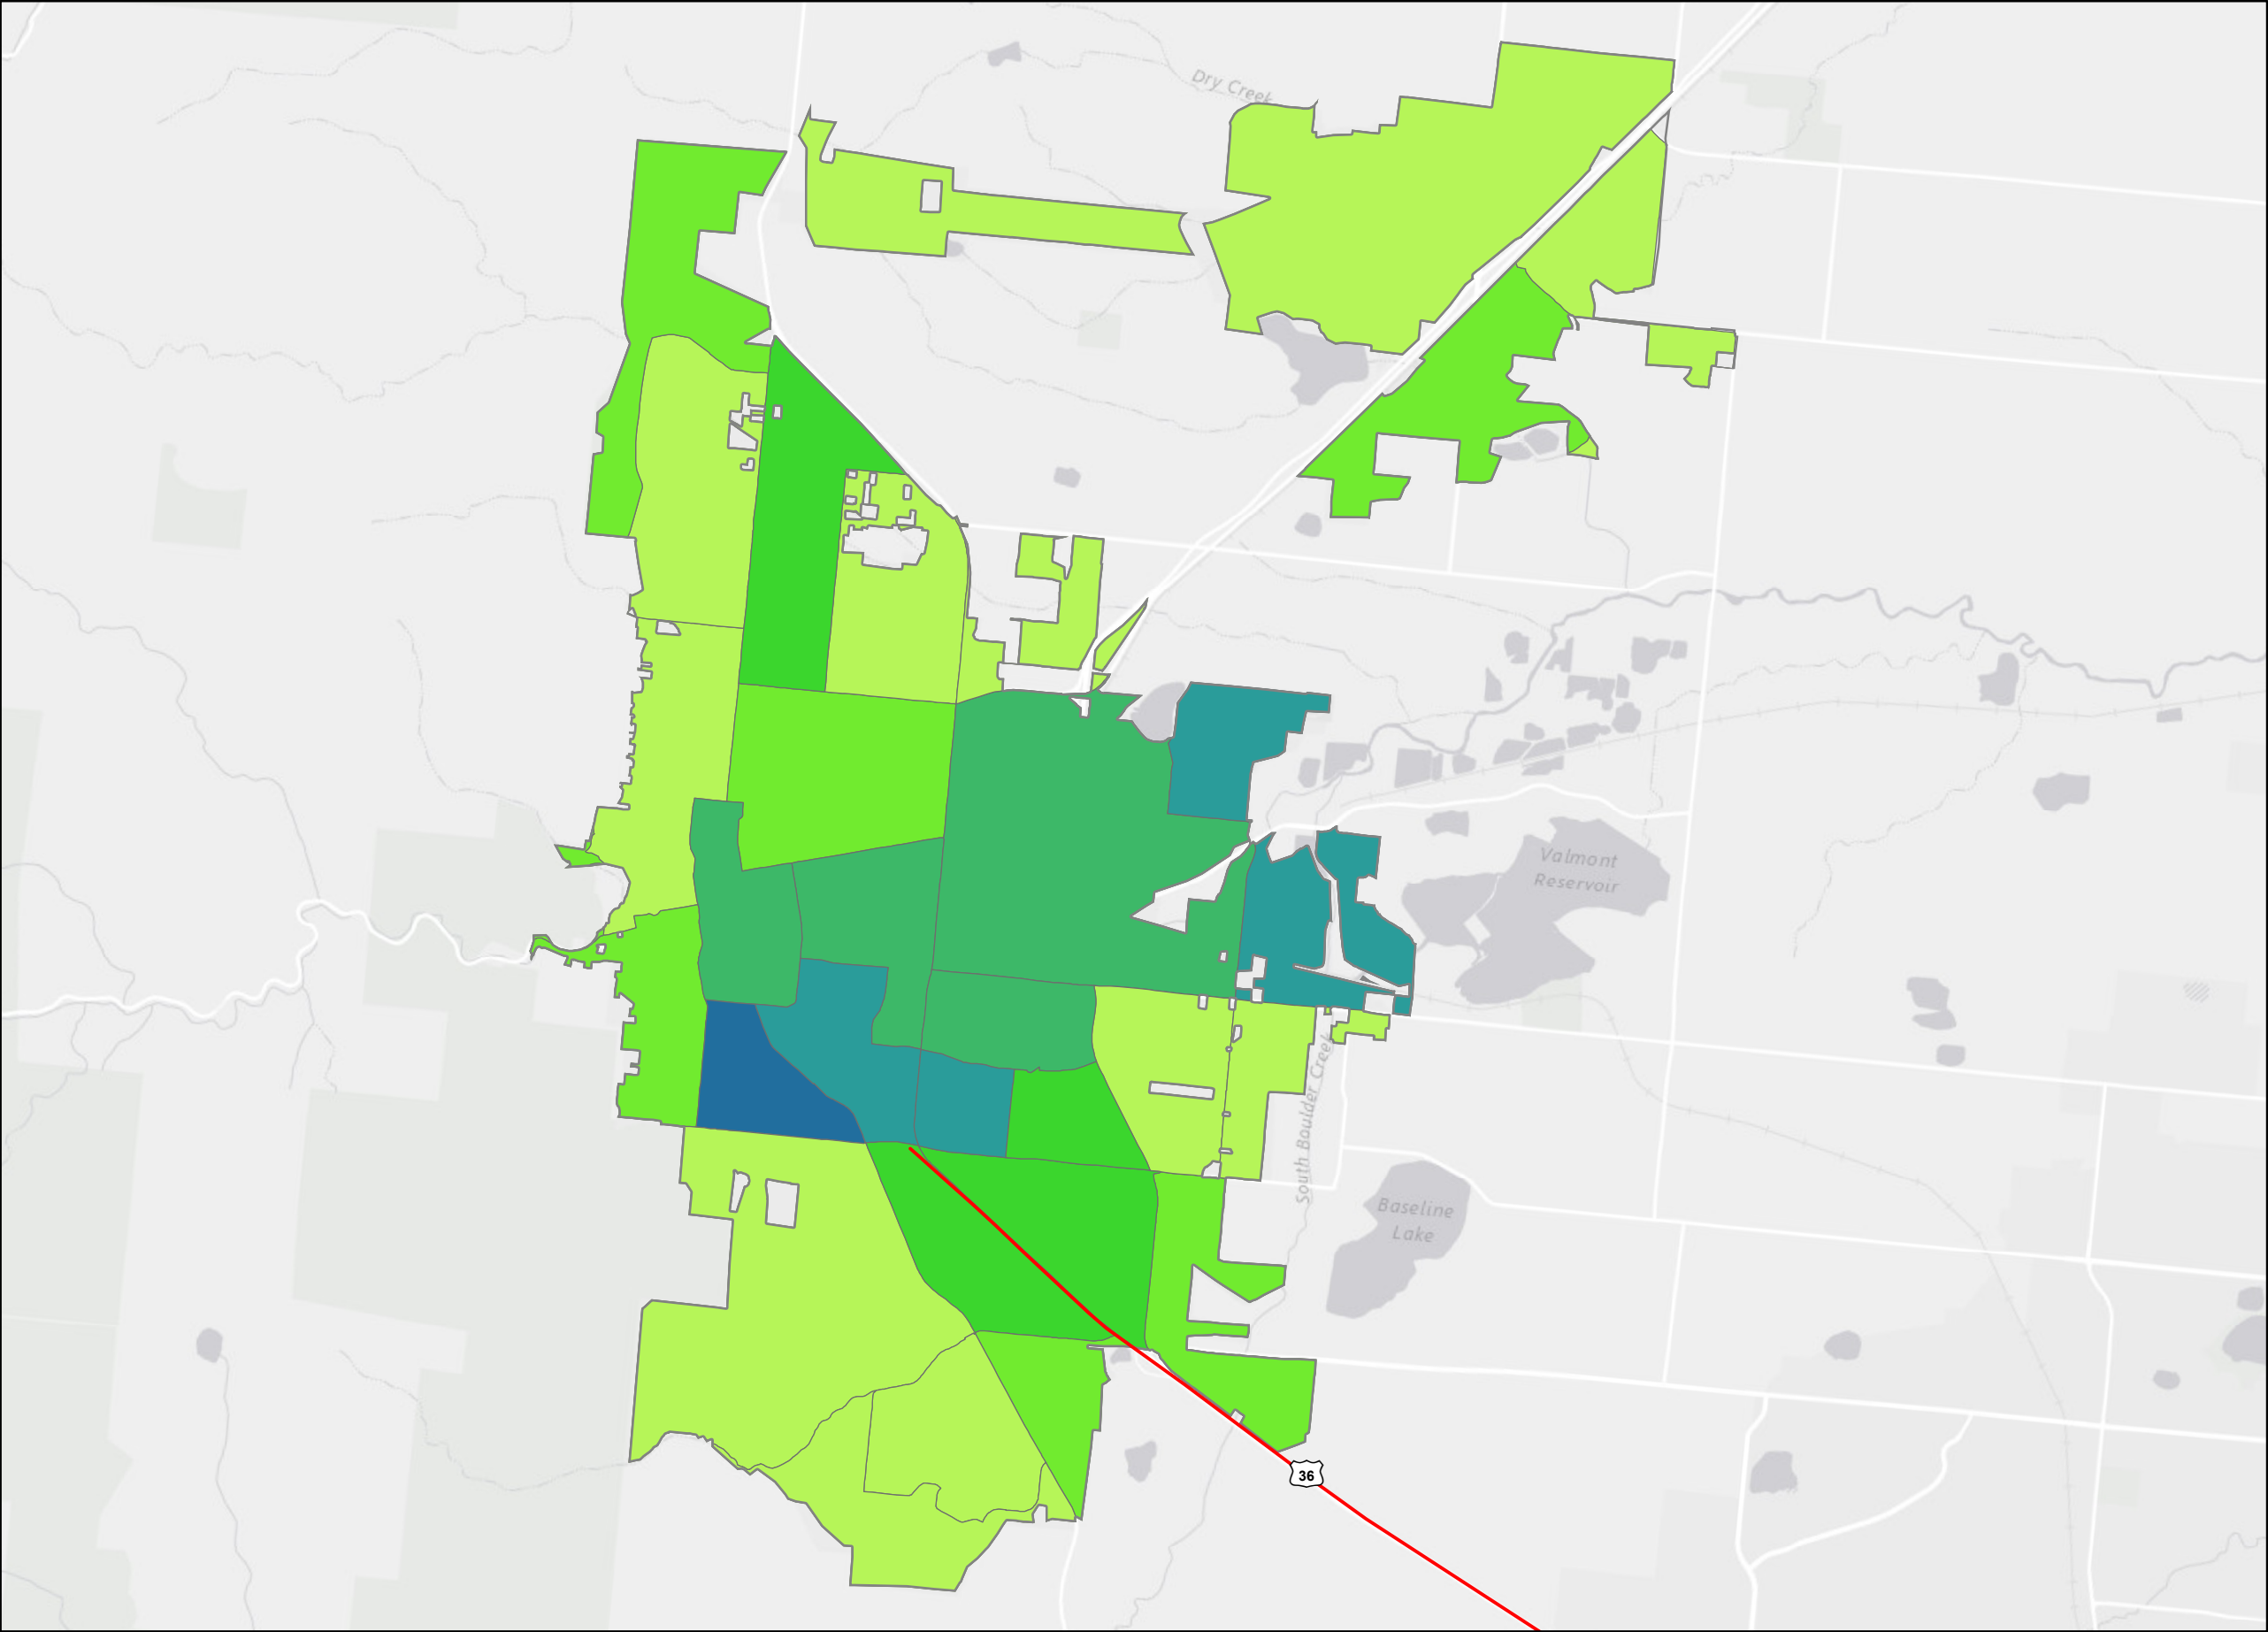 Dry Creek
Valmont
Reservoir
South Boulder Creek
Baseline
Lake
36